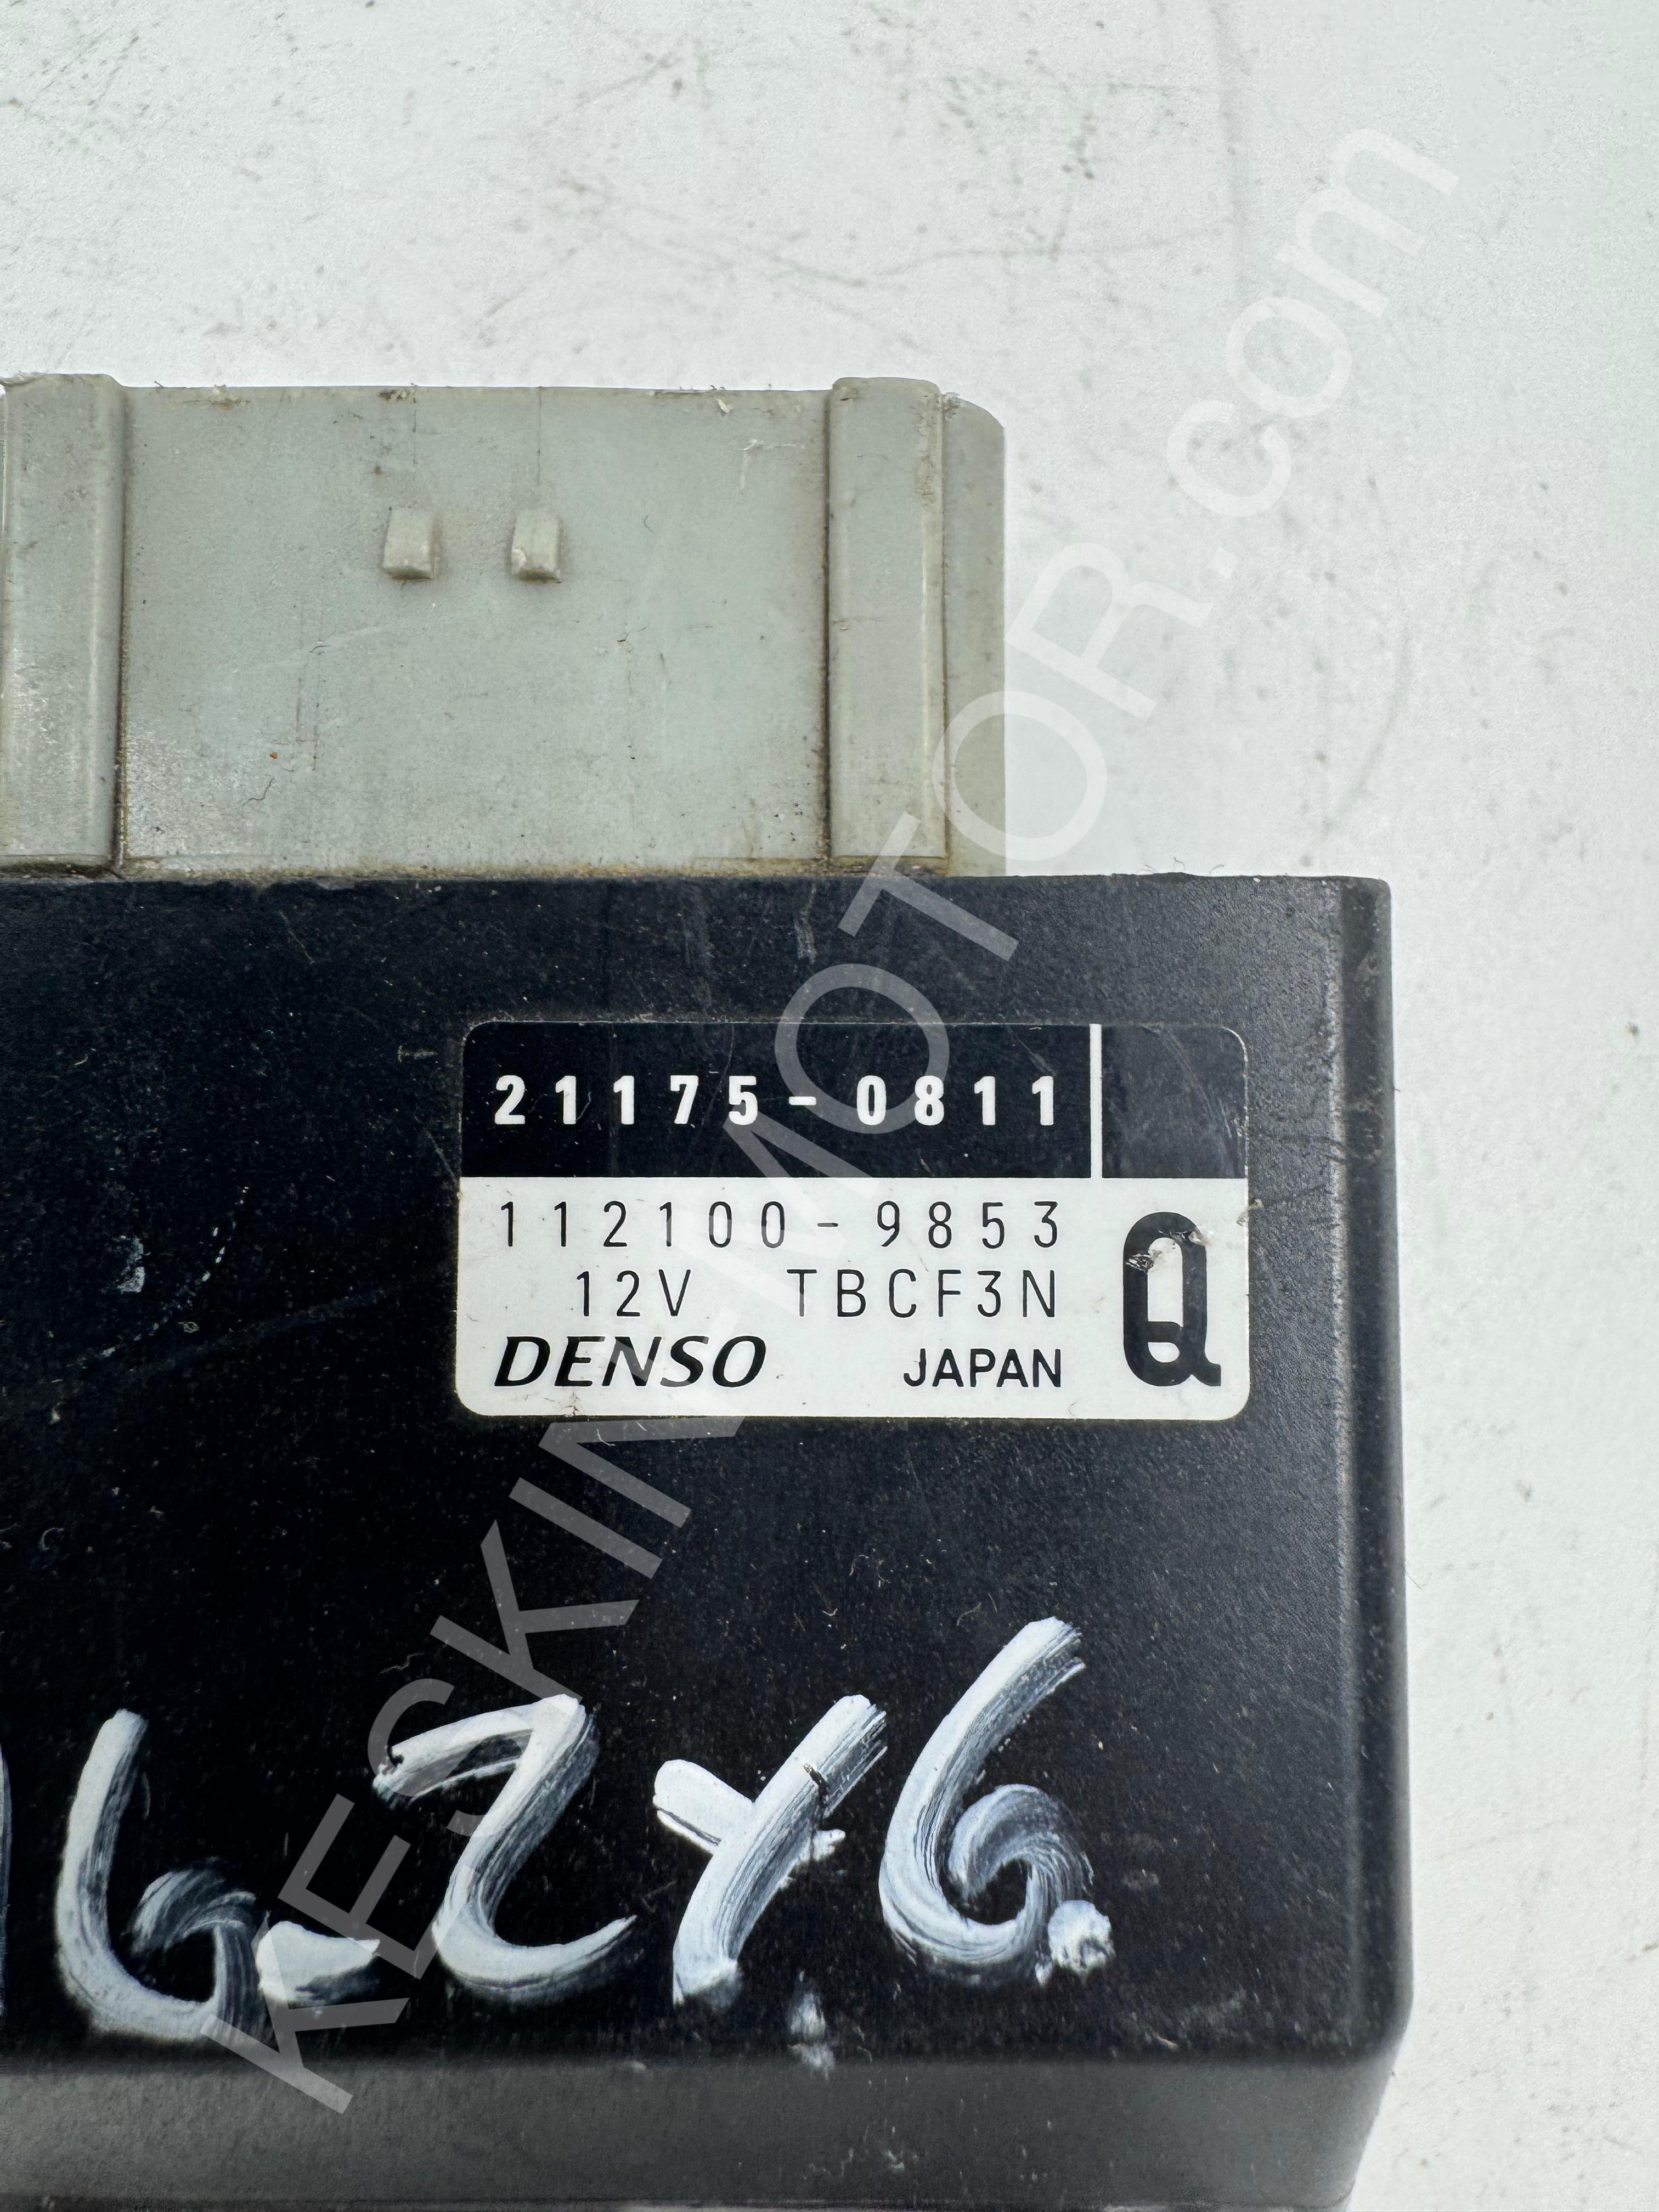 21175-0811
112100-9853
12V TBCF3N
DENSO JAPAN
Q
KESKINMOTOR.com